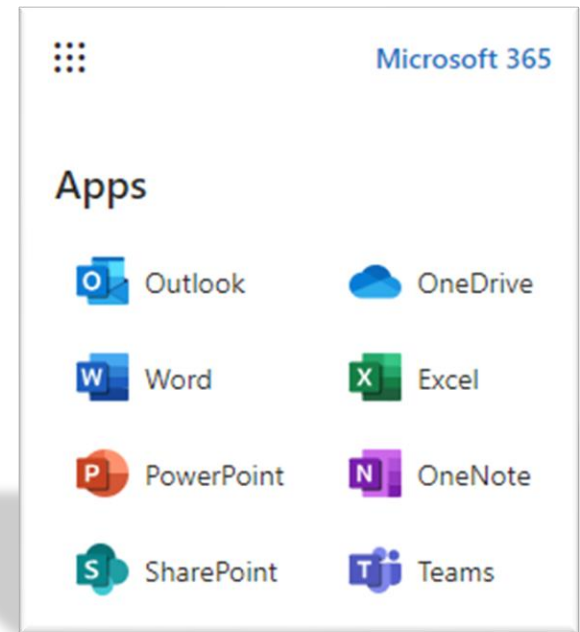 Microsoft 365
Apps
O Outlook
OneDrive
W Word
X Excel
P PowerPoint
N OneNote
S SharePoint
T Teams